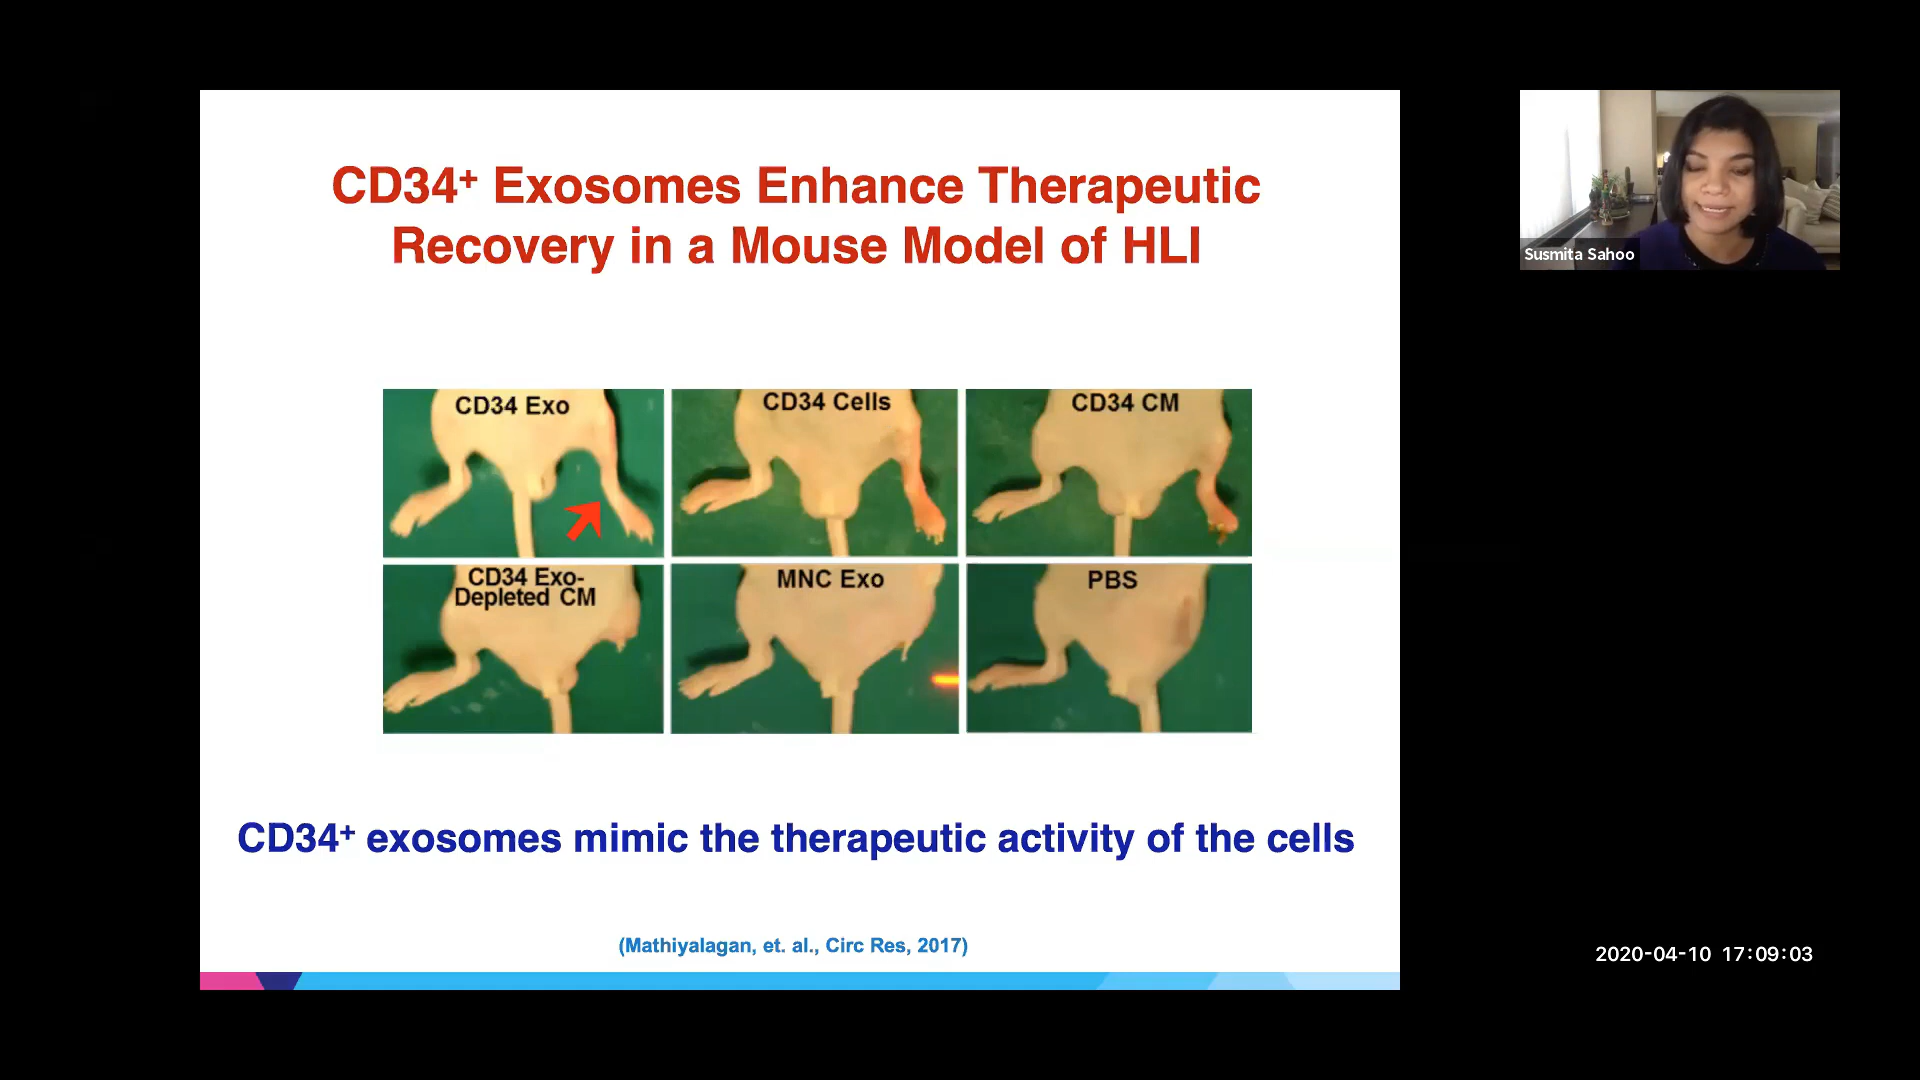 CD34+ Exosomes Enhance Therapeutic
Recovery in a Mouse Model of HLI
Susmita Sahoo
CD34 Exo
CD34 Cells
CD34 CM
CD34 Exo-
Depleted CM
MNC Exo
PBS
CD34+ exosomes mimic the therapeutic activity of the cells
(Mathiyalagan, et. al., Circ Res, 2017)
2020-04-10 17:09:03